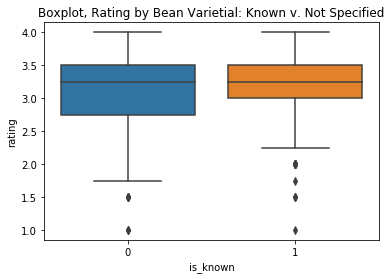 Boxplot, Rating by Bean Varietial: Known v. Not Specified
4.0
3.5
3.0
2.5
2.0
1.5
1.0
rating
0 1
is_known